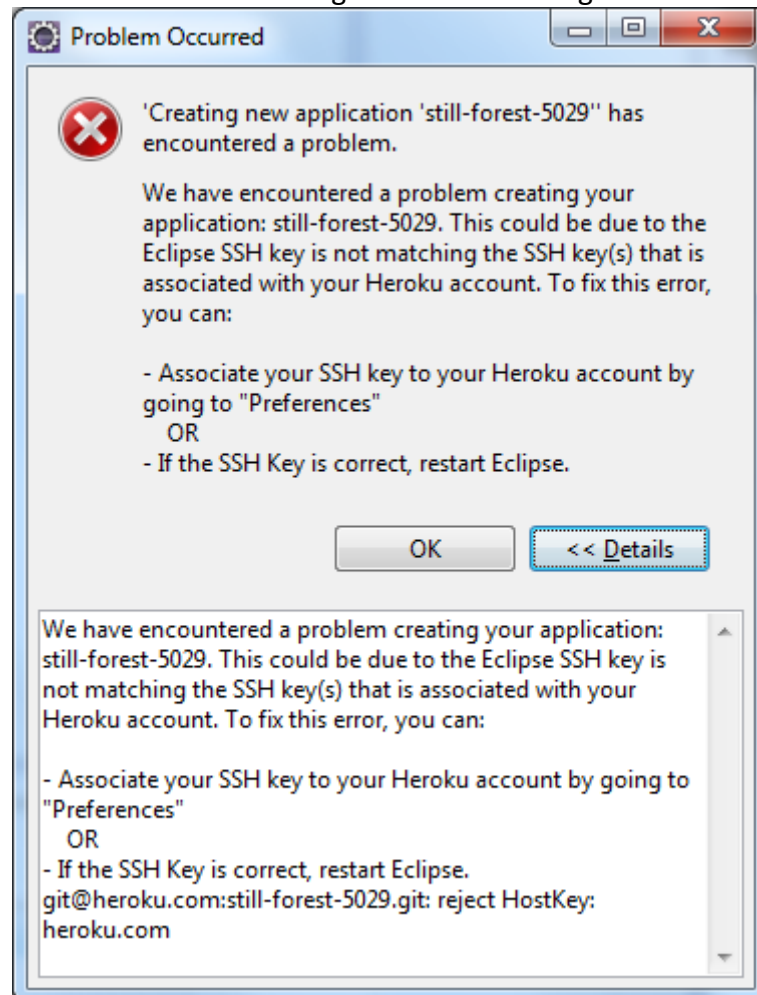 Problem Occurred
'Creating new application 'still-forest-5029'' has
encountered a problem.
We have encountered a problem creating your
application: still-forest-5029. This could be due to the
Eclipse SSH key is not matching the SSH key(s) that is
associated with your Heroku account. To fix this error,
you can:
- Associate your SSH key to your Heroku account by
going to "Preferences"
OR
- If the SSH Key is correct, restart Eclipse.
OK
<< Details
We have encountered a problem creating your application:
still-forest-5029. This could be due to the Eclipse SSH key is
not matching the SSH key(s) that is associated with your
Heroku account. To fix this error, you can:
- Associate your SSH key to your Heroku account by going to
"Preferences"
OR
- If the SSH Key is correct, restart Eclipse.
git@heroku.com:still-forest-5029.git: reject HostKey:
heroku.com